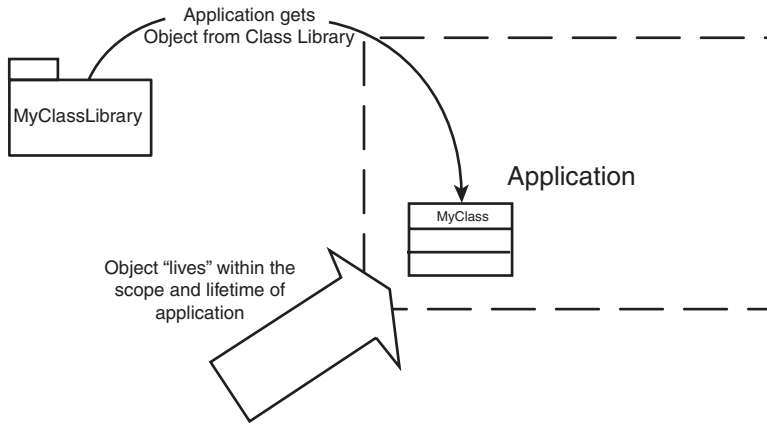 Application gets
Object from Class Library
MyClassLibrary
Application
MyClass
Object “lives” within the
scope and lifetime of
application